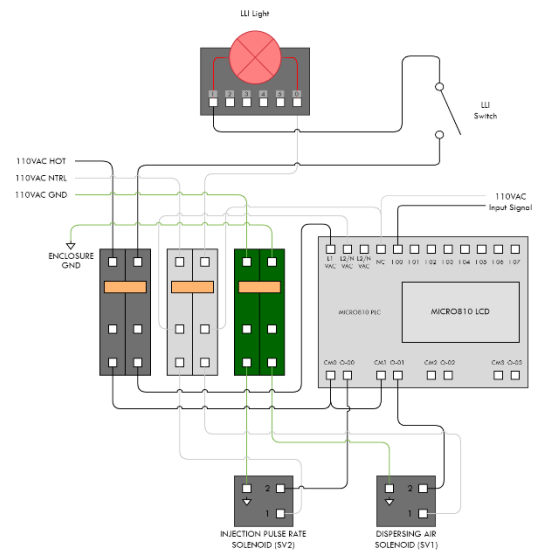 LLI Light
1 2 3 4 5 0
LLI
Switch
110VAC HOT
110VAC NTRL
110VAC GND
110VAC
Input Signal
ENCLOSURE
GND
L1 L2/N L2/N NC I 00 I 01 I 02 I 03 I 04 I 05 I 06 I 07
VAC VAC VAC
MICRO810 PLC
MICRO810 LCD
CM0 O-00 CM1 O-01 CM2 O-02 CM3 O-03
2
1
INJECTION PULSE RATE
SOLENOID (SV2)
2
1
DISPERSING AIR
SOLENOID (SV1)